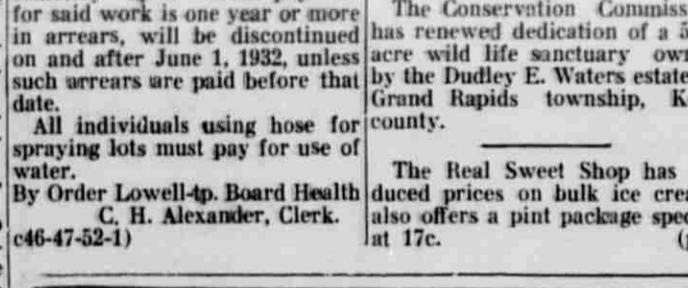 for said work is one year or more
in arrears, will be discontinued
on and after June 1, 1932, unless
such arrears are paid before that
date.
All individuals using hose for
spraying lots must pay for use of
water.
By Order Lowell-tp. Board Health
C. H. Alexander, Clerk.
c46-47-52-1)
The Conservation Commiss
has renewed dedication of a 5
acre wild life sanctuary own
by the Dudley E. Waters estate
Grand Rapids township, K
county.
The Real Sweet Shop has
duced prices on bulk ice crea
also offers a pint package spec
at 17c.